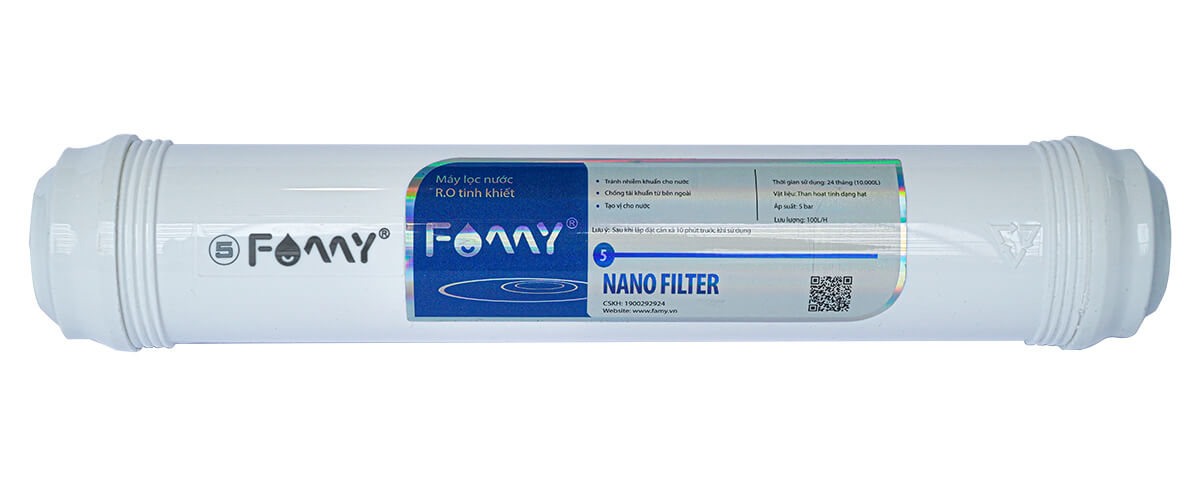 5 FAMY®
Máy lọc nước
R.O tinh khiết
FAMY®
• Tránh nhiễm khuẩn cho nước
• Chống tái khuẩn từ bên ngoài
• Tạo vị cho nước
Thời gian sử dụng: 24 tháng (10.000L)
Vật liệu: Than hoạt tính dạng hạt
Áp suất: 5 bar
Lưu lượng: 100L/H
Lưu ý: Sau khi lắp đặt cần xả 10 phút trước khi sử dụng
5
NANO FILTER
CSKH: 1900292924
Website: www.famy.vn